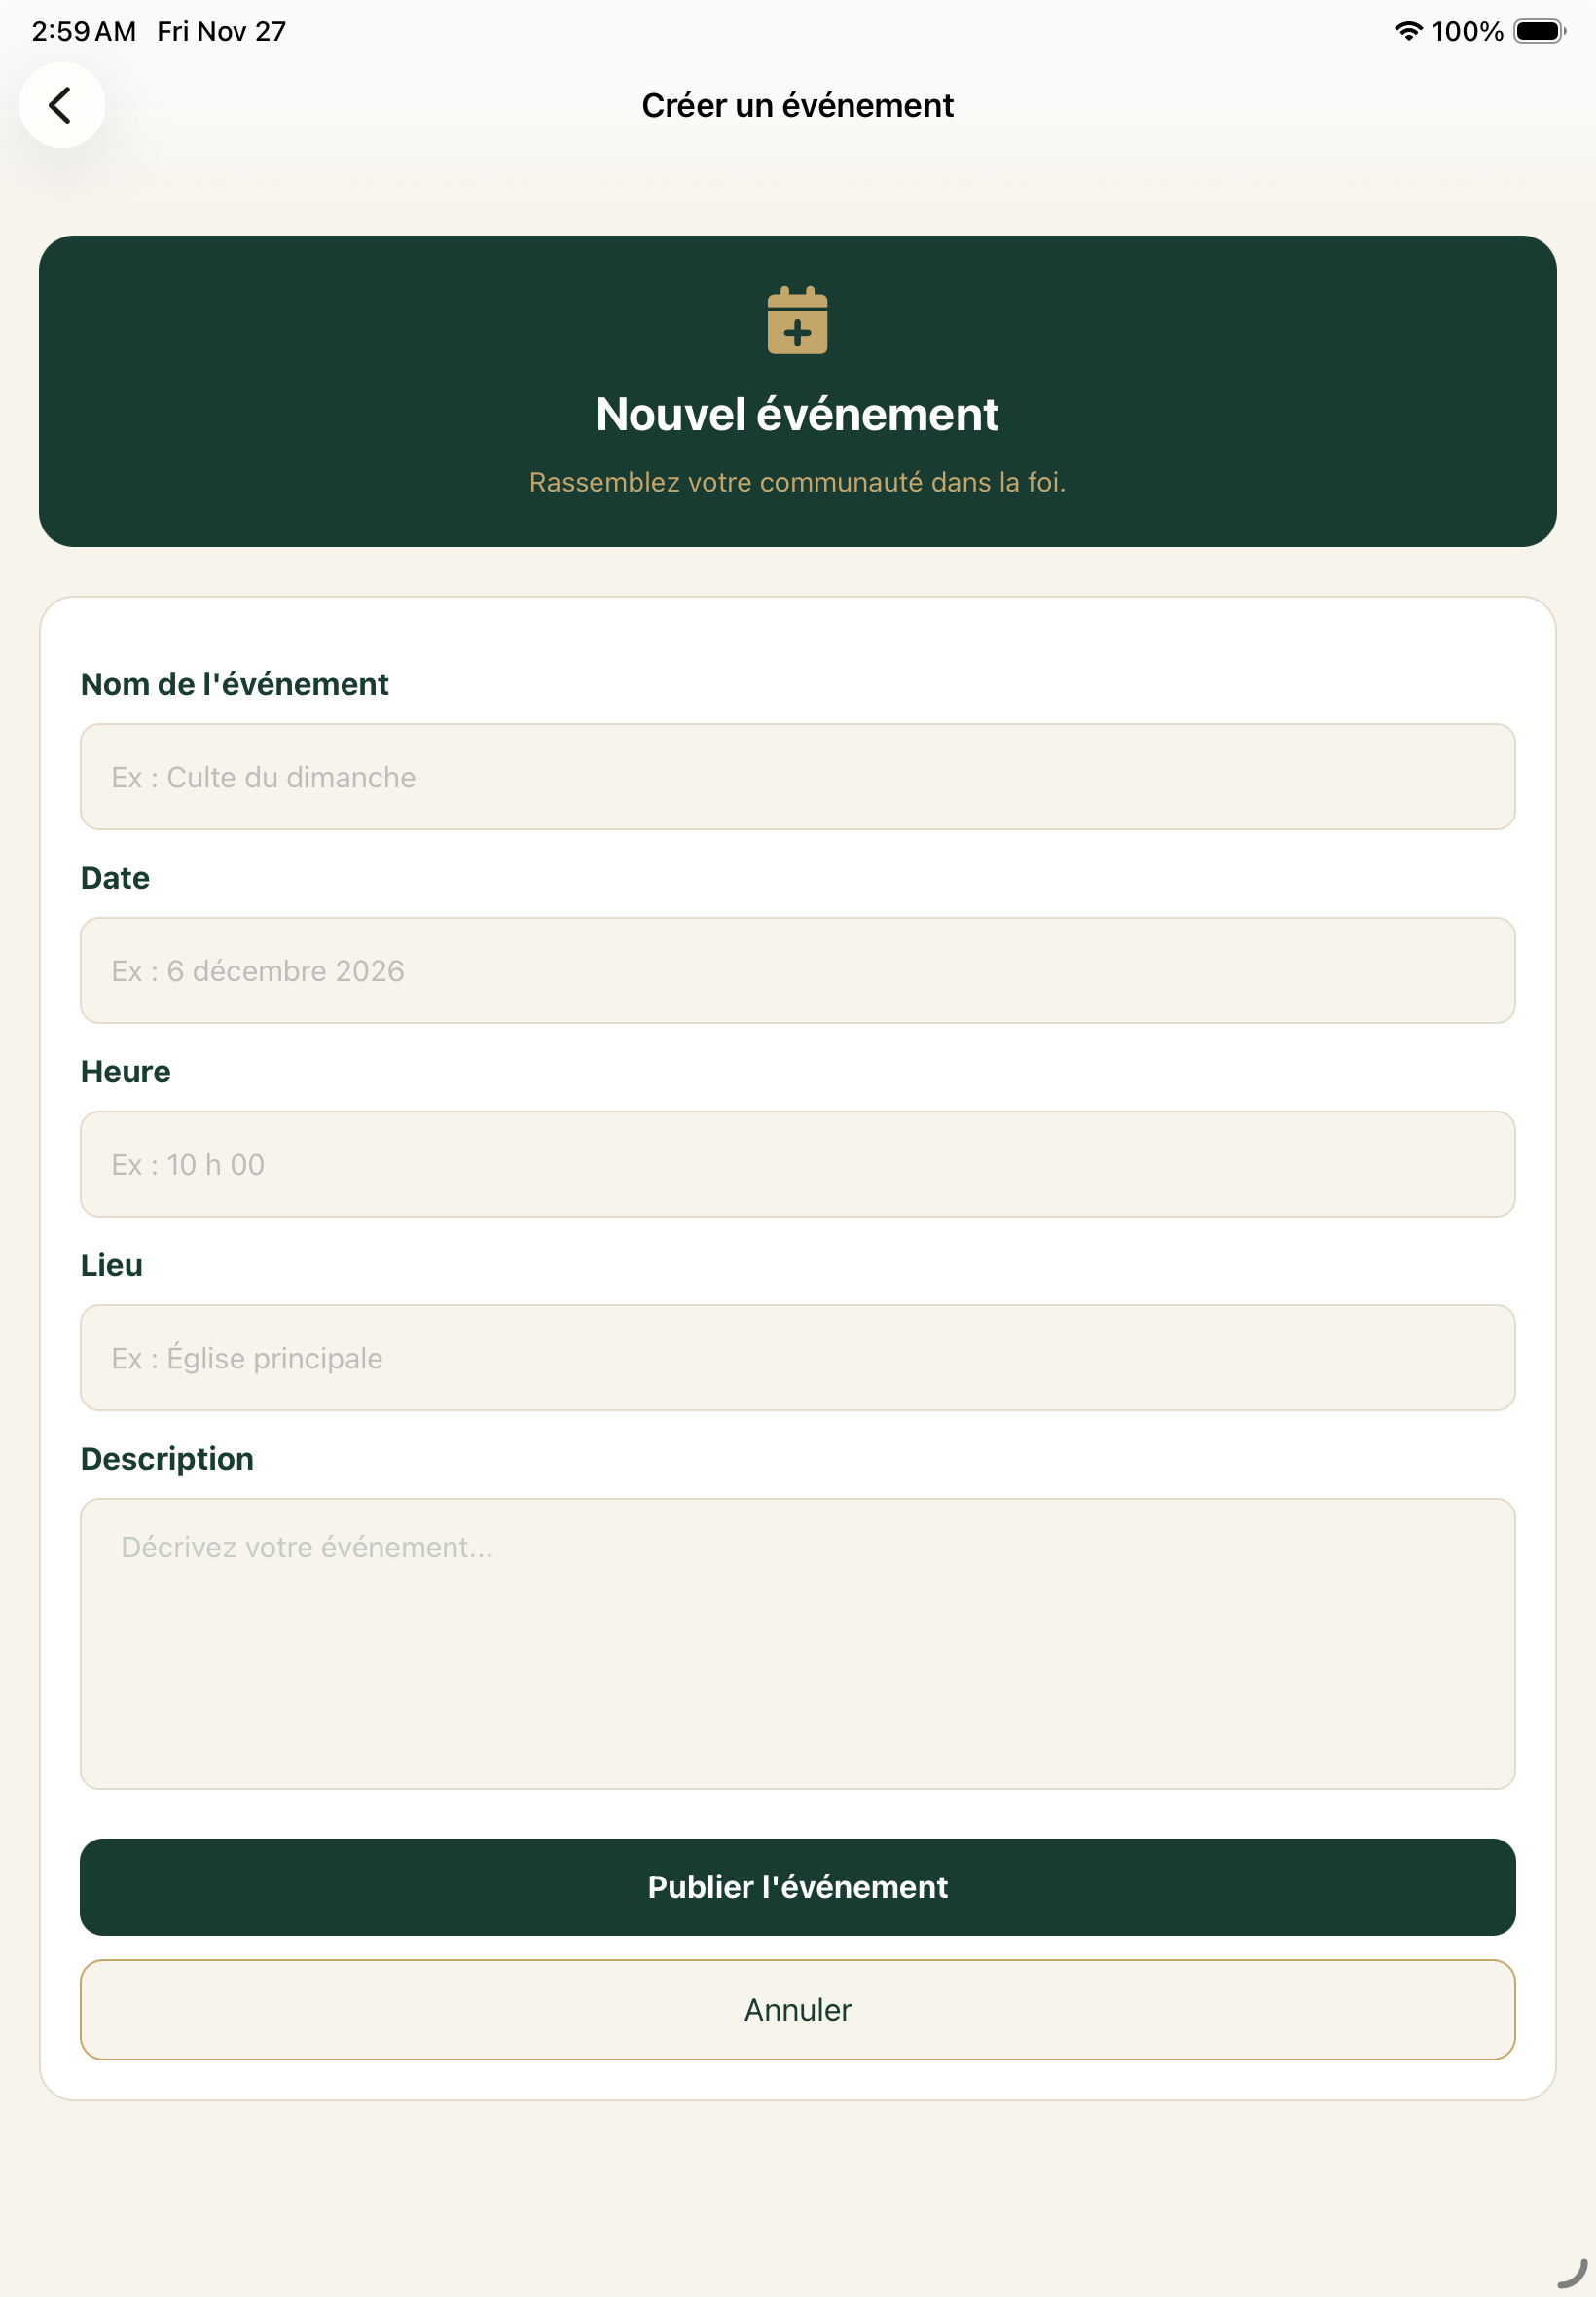 2:59 AM Fri Nov 27 100%
Créer un événement
Nouvel événement
Rassemblez votre communauté dans la foi.
Nom de l'événement
Ex : Culte du dimanche
Date
Ex : 6 décembre 2026
Heure
Ex : 10 h 00
Lieu
Ex : Église principale
Description
Décrivez votre événement...
Publier l'événement
Annuler